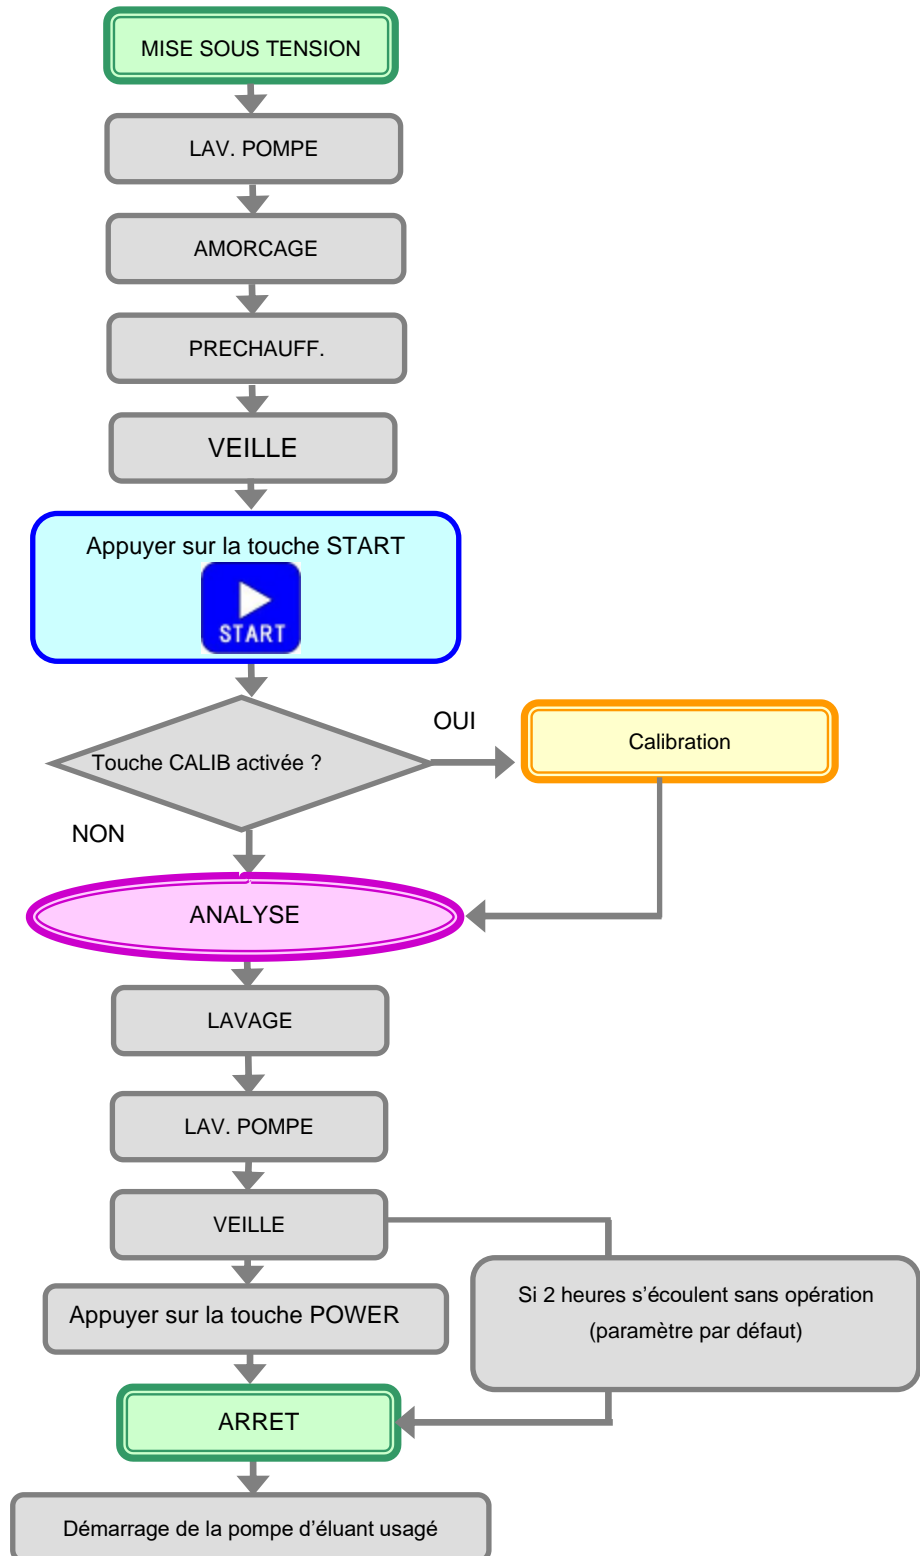 MISE SOUS TENSION
LAV. POMPE
AMORCAGE
PRECHAUFF.
VEILLE
Appuyer sur la touche START
START
Touche CALIB activée ?
OUI
Calibration
NON
ANALYSE
LAVAGE
LAV. POMPE
VEILLE
Si 2 heures s’écoulent sans opération
(paramètre par défaut)
Appuyer sur la touche POWER
ARRET
Démarrage de la pompe d’éluant usagé